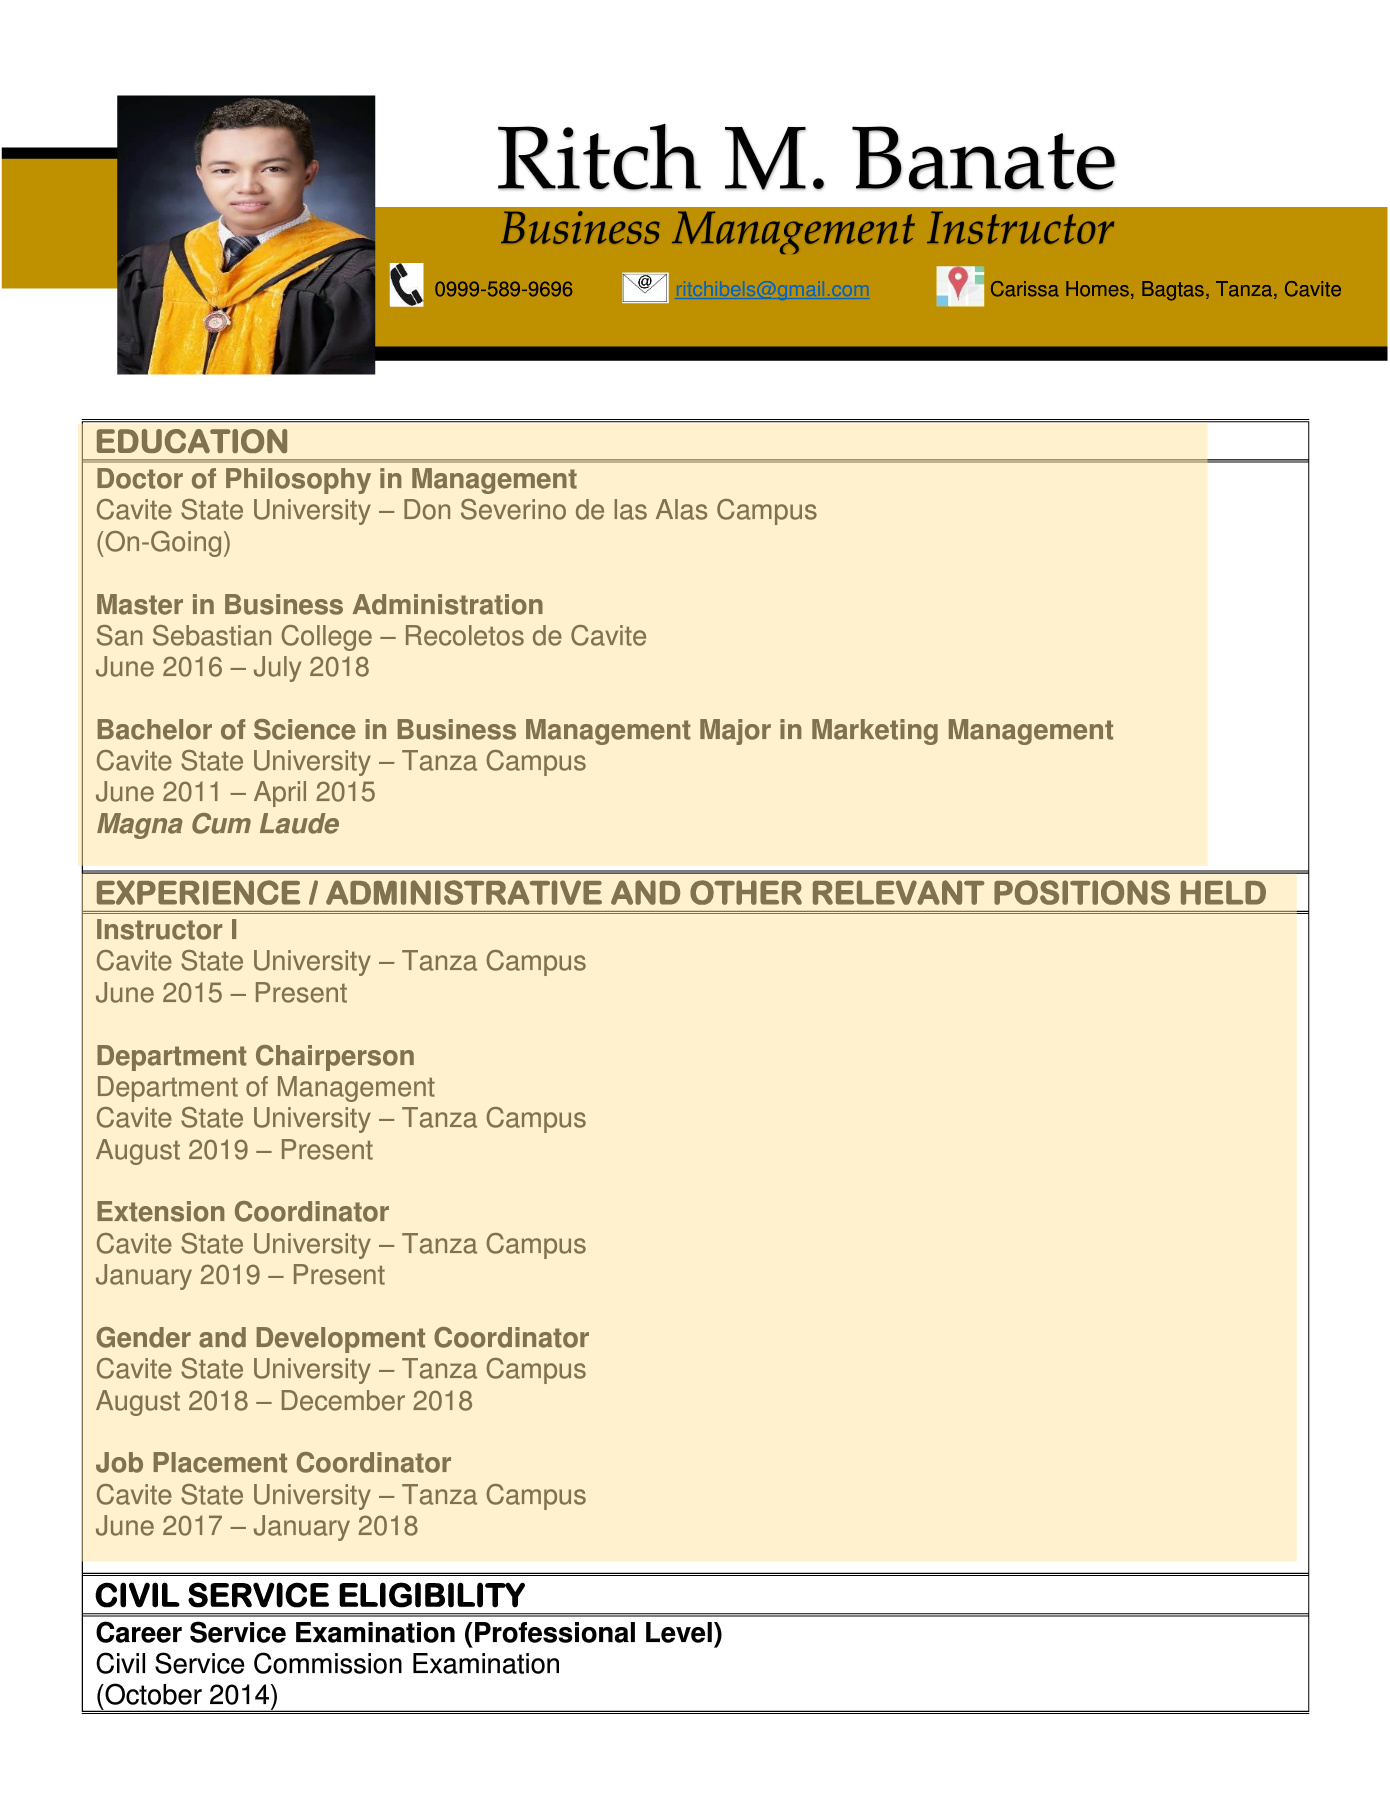 Ritch M. Banate
Business Management Instructor
0999-589-9696
@
ritchibels@gmail.com
Carissa Homes, Bagtas, Tanza, Cavite
EDUCATION
Doctor of Philosophy in Management
Cavite State University – Don Severino de las Alas Campus
(On-Going)
Master in Business Administration
San Sebastian College – Recoletos de Cavite
June 2016 – July 2018
Bachelor of Science in Business Management Major in Marketing Management
Cavite State University – Tanza Campus
June 2011 – April 2015
Magna Cum Laude
EXPERIENCE / ADMINISTRATIVE AND OTHER RELEVANT POSITIONS HELD
Instructor I
Cavite State University – Tanza Campus
June 2015 – Present
Department Chairperson
Department of Management
Cavite State University – Tanza Campus
August 2019 – Present
Extension Coordinator
Cavite State University – Tanza Campus
January 2019 – Present
Gender and Development Coordinator
Cavite State University – Tanza Campus
August 2018 – December 2018
Job Placement Coordinator
Cavite State University – Tanza Campus
June 2017 – January 2018
CIVIL SERVICE ELIGIBILITY
Career Service Examination (Professional Level)
Civil Service Commission Examination
(October 2014)